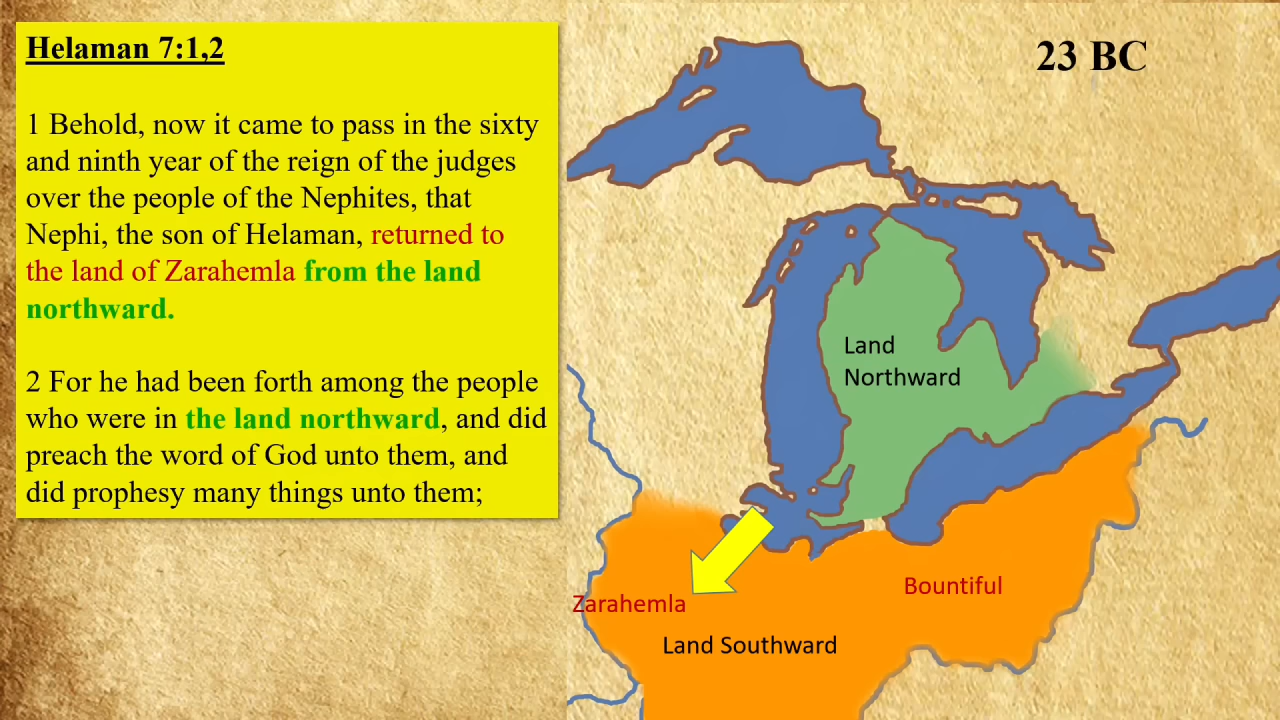 Helaman 7:1,2
1 Behold, now it came to pass in the sixty
and ninth year of the reign of the judges
over the people of the Nephites, that
Nephi, the son of Helaman, returned to
the land of Zarahemla from the land
northward.
2 For he had been forth among the people
who were in the land northward, and did
preach the word of God unto them, and
did prophesy many things unto them;
23 BC
Land
Northward
Bountiful
Zarahemla
Land Southward